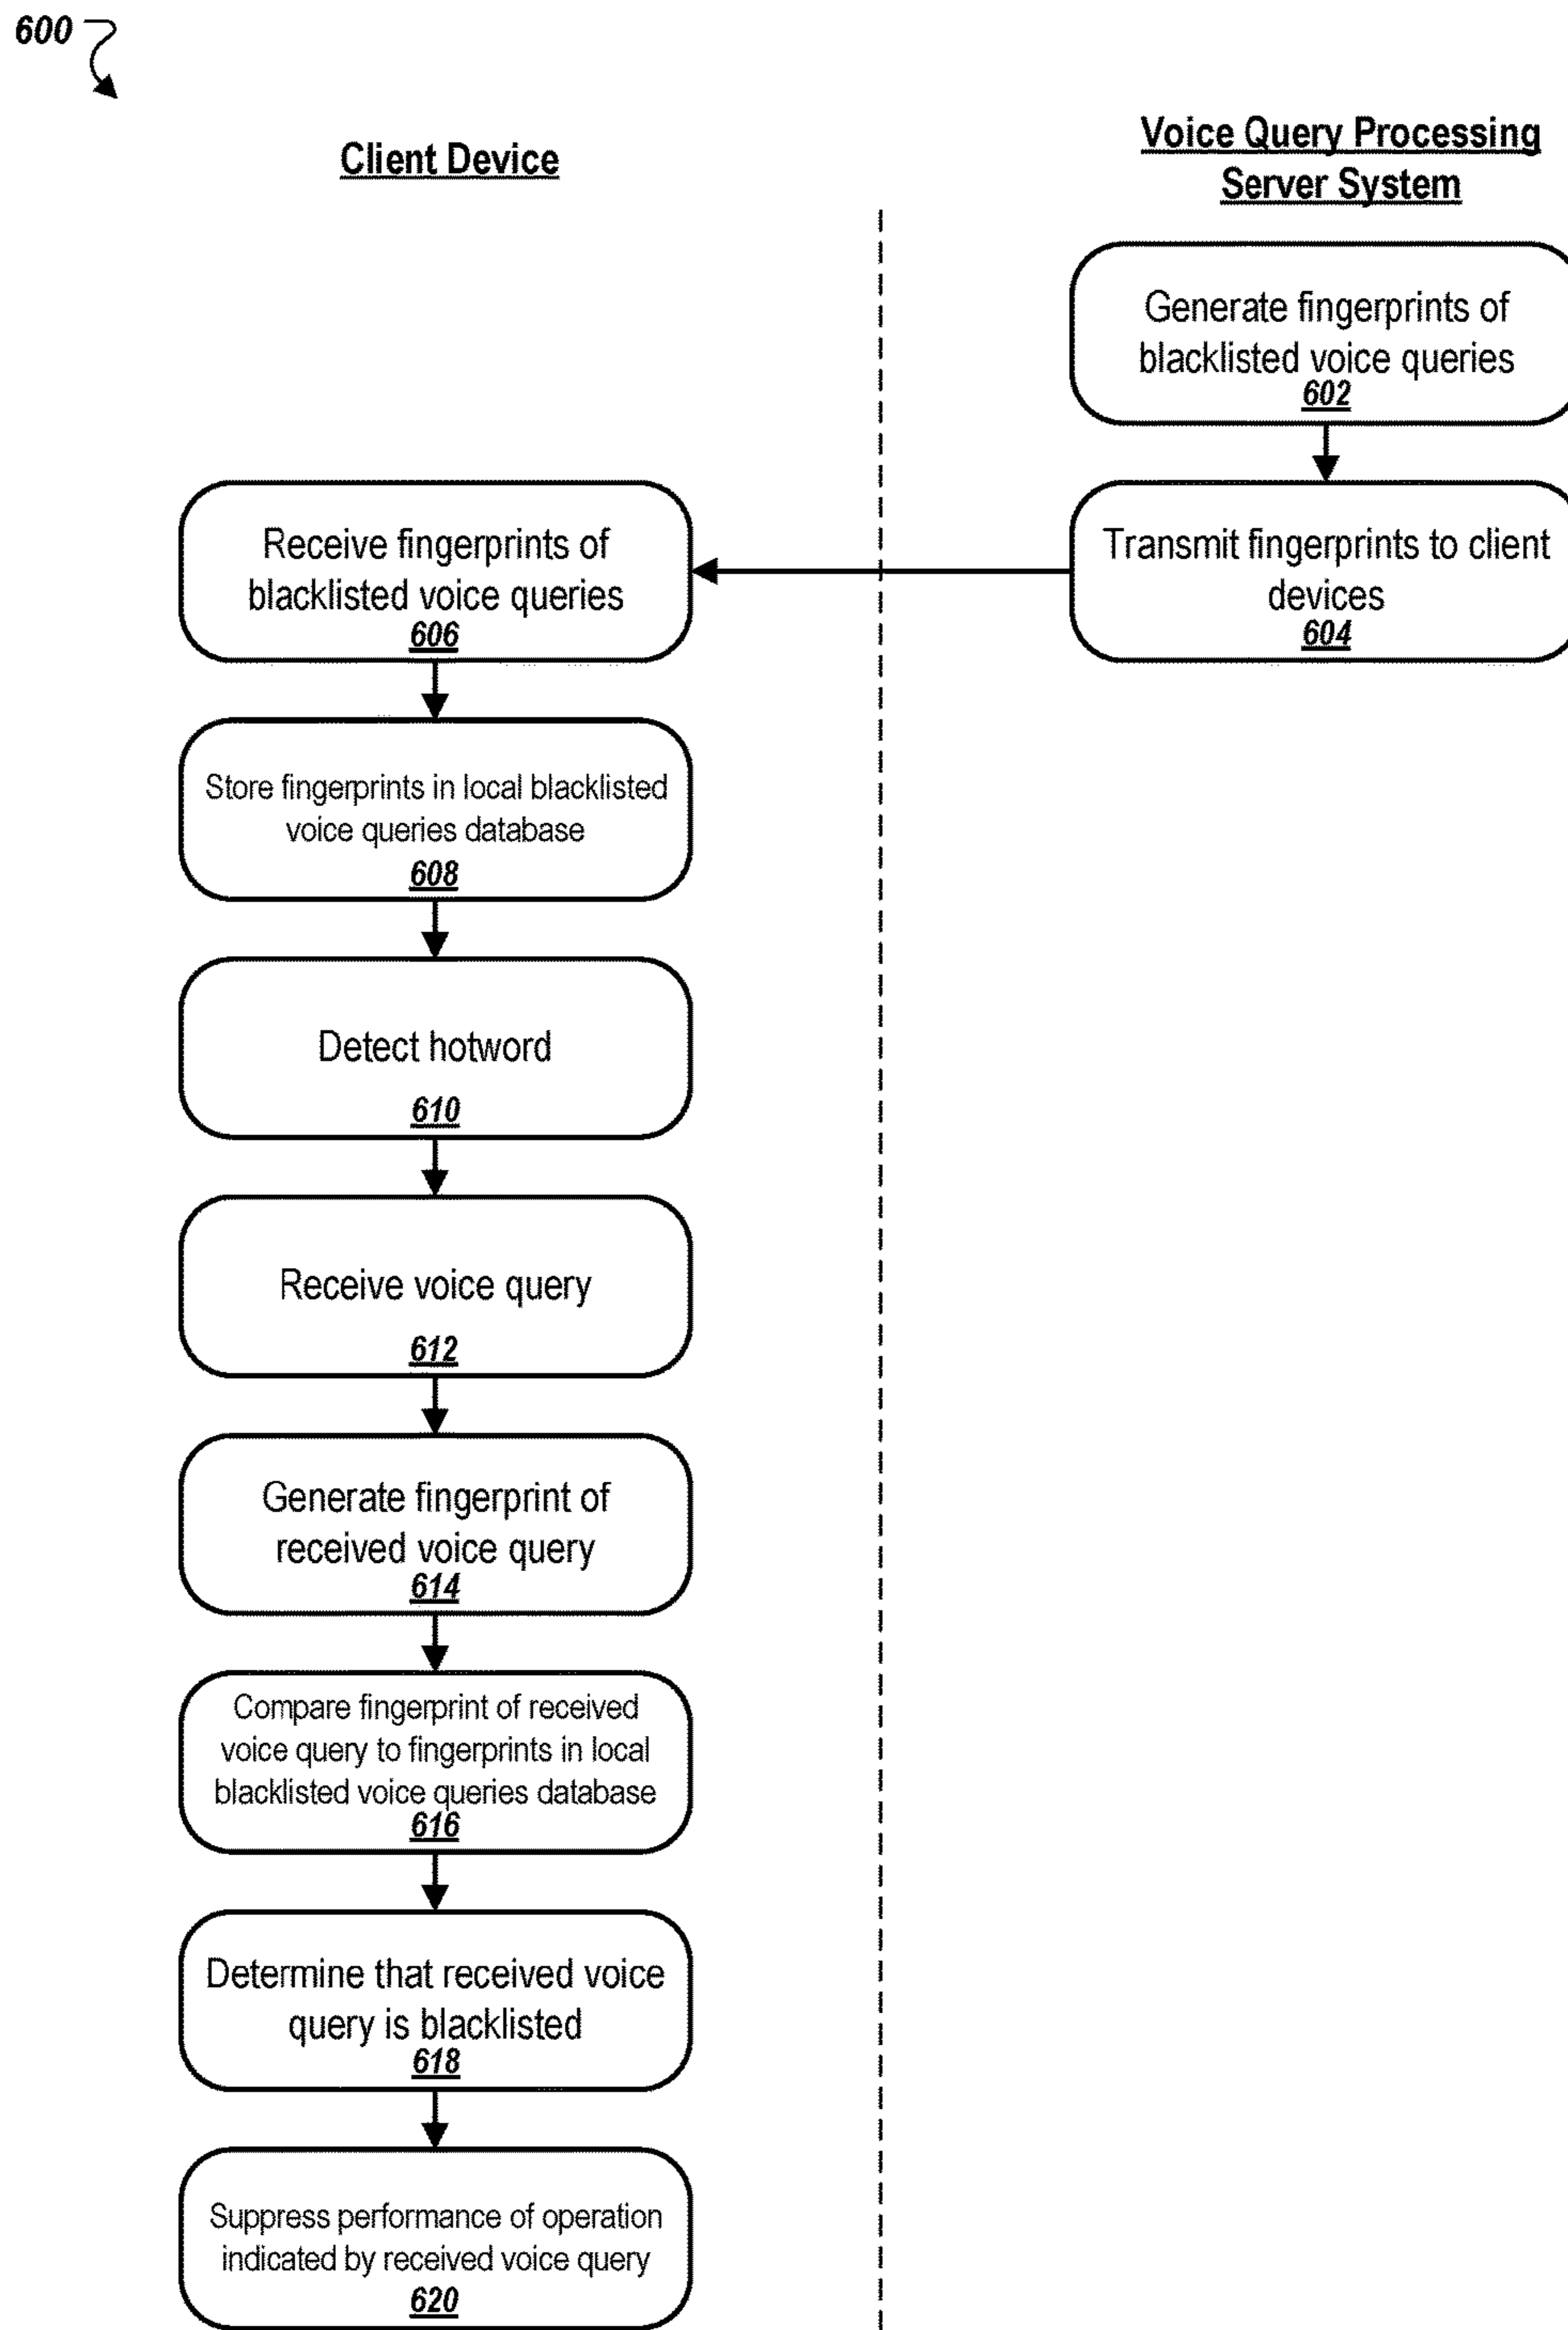 600
Client Device
Voice Query Processing
Server System
Generate fingerprints of
blacklisted voice queries
602
Transmit fingerprints to client
devices
604
Receive fingerprints of
blacklisted voice queries
606
Store fingerprints in local blacklisted
voice queries database
608
Detect hotword
610
Receive voice query
612
Generate fingerprint of
received voice query
614
Compare fingerprint of received
voice query to fingerprints in local
blacklisted voice queries database
616
Determine that received voice
query is blacklisted
618
Suppress performance of operation
indicated by received voice query
620